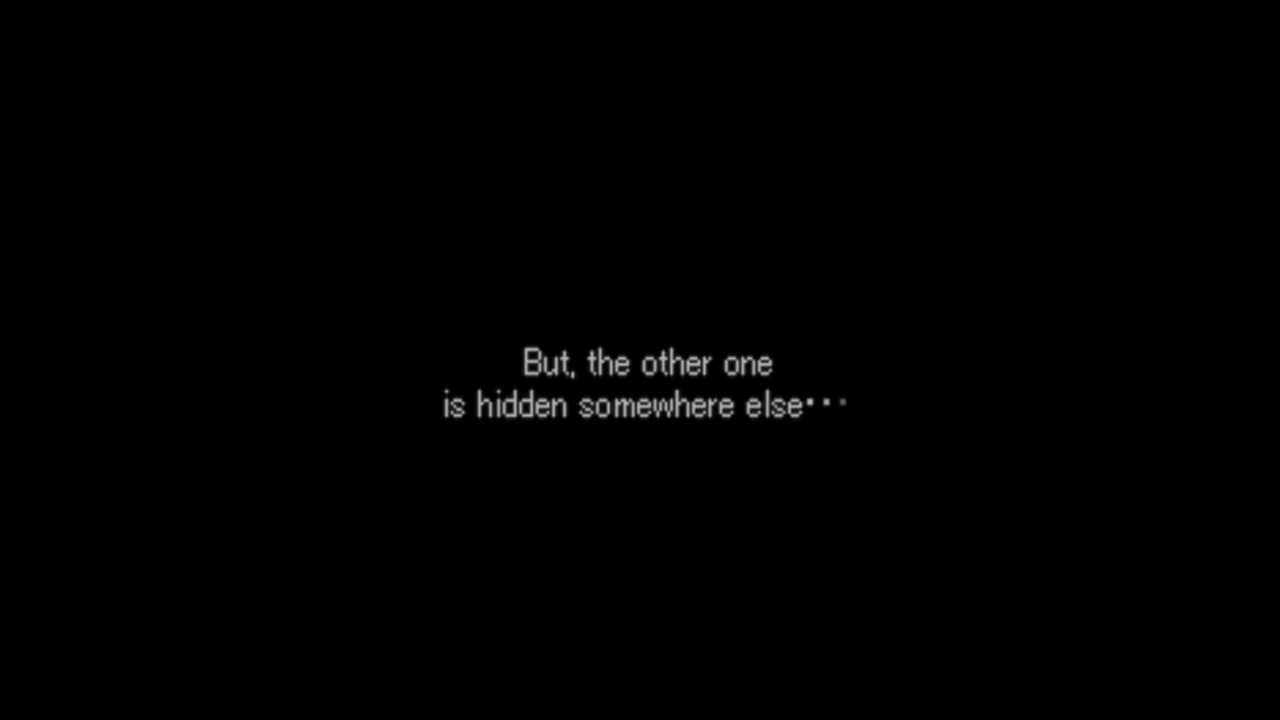 But, the other one
is hidden somewhere else･･･